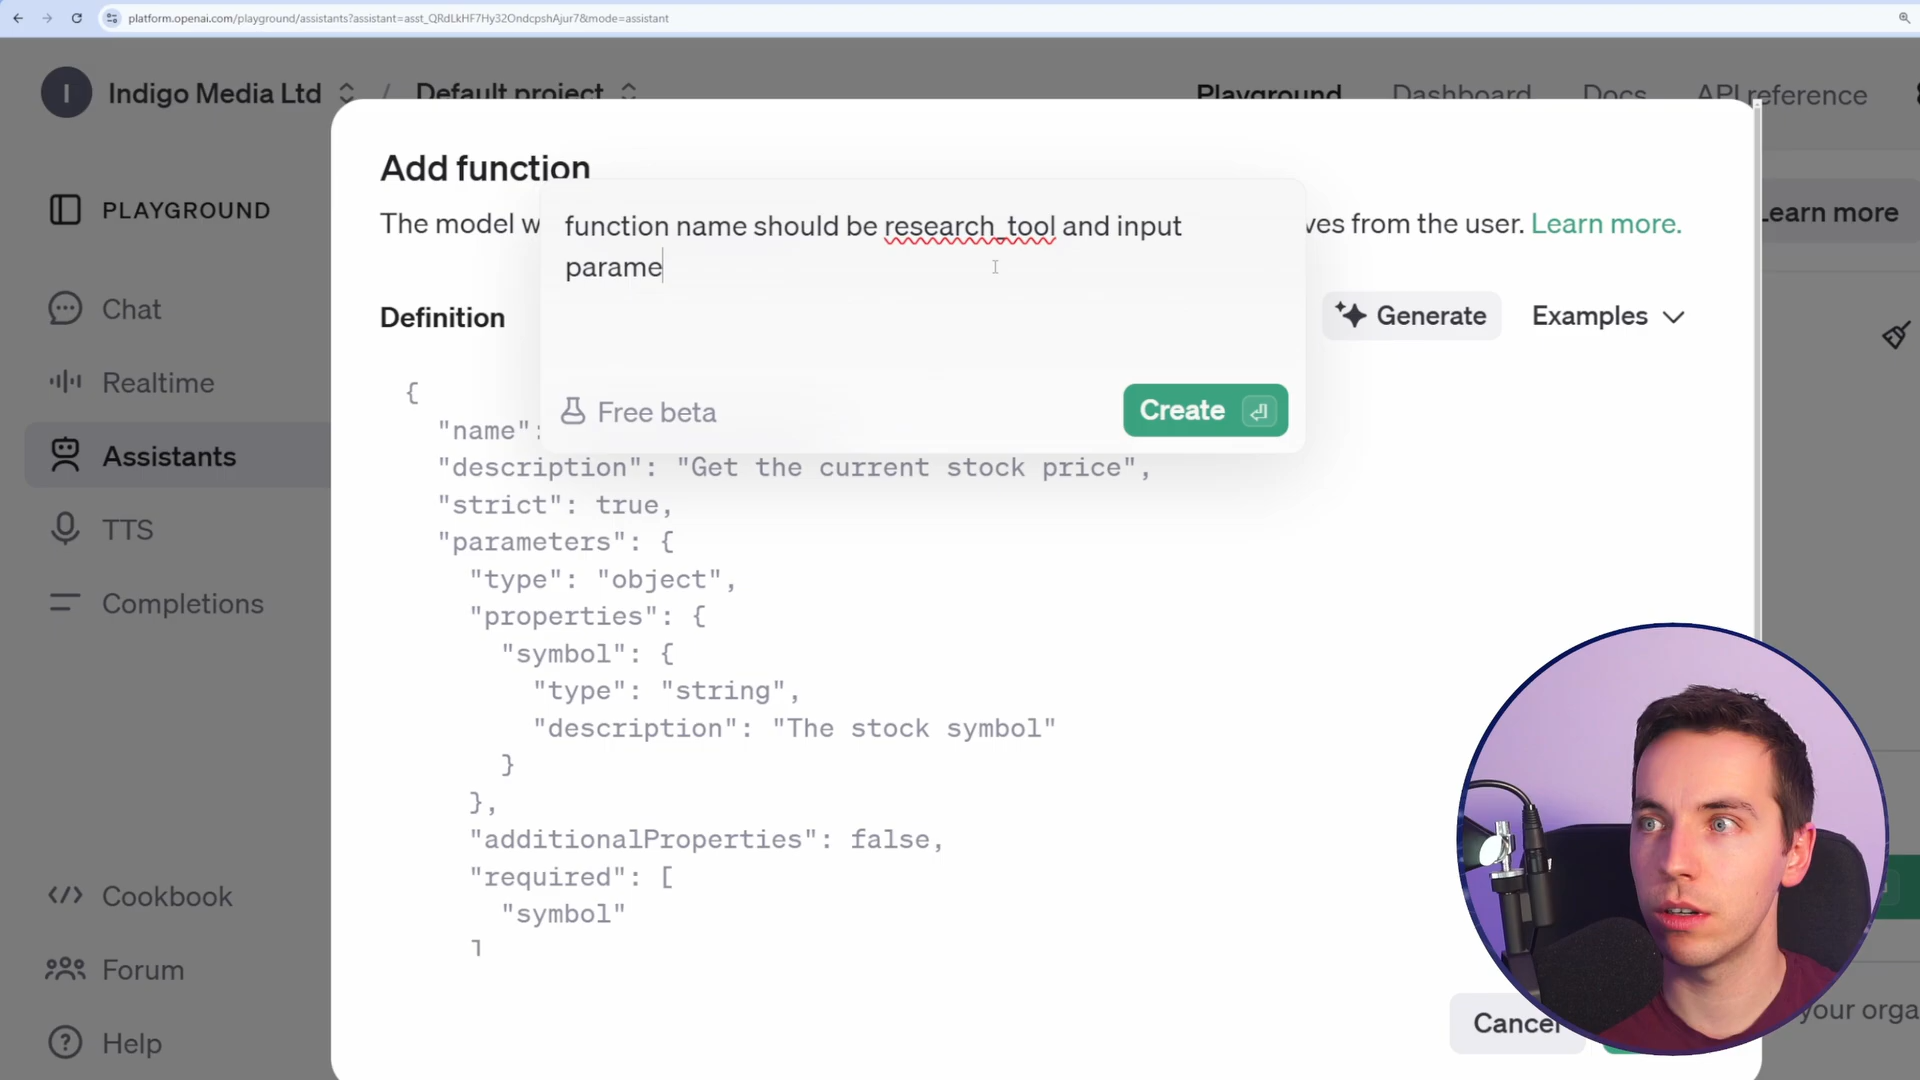 platform.openai.com/playground/assistants?assistant=asst_QRdLkHF7Hy32OndcpshAjur7&mode=assistant
I Indigo Media Ltd / Default project
Playground Dashboard Docs API reference
PLAYGROUND
Chat
Realtime
Assistants
TTS
Completions
Cookbook
Forum
Help
Learn more
Add function
The model w
ves from the user. Learn more.
function name should be research_tool and input
parame
Free beta
Create
Definition
Generate
Examples
{
"name":
"description": "Get the current stock price",
"strict": true,
"parameters": {
"type": "object",
"properties": {
"symbol": {
"type": "string",
"description": "The stock symbol"
}
},
"additionalProperties": false,
"required": [
"symbol"
]
Cancel
your orga